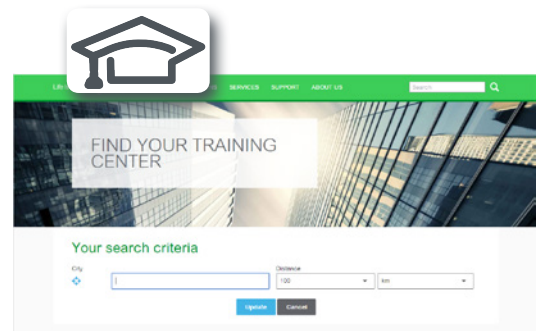 SERVICES SUPPORT ABOUT US Search
FIND YOUR TRAINING
CENTER
Your search criteria
City Distance
100 km
Update Cancel